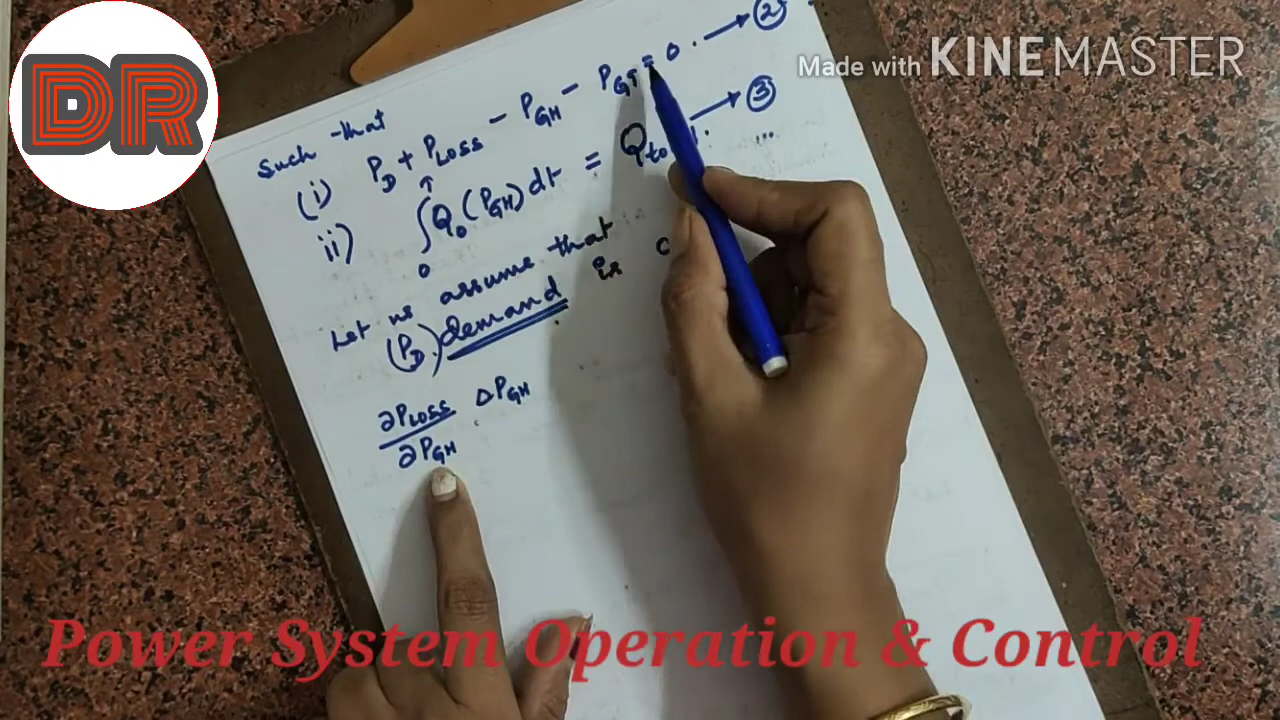 DR
Made with KINEMASTER
Such that
(i) P_D + P_LOSS − P_GH − P_GT = 0. → ②
ii) ∫₀ᵀ Q₀(P_GH) dt = Q → ③
Let us assume that
(P_D) demand is
∂P_LOSS/∂P_GH ΔP_GH
Power System Operation & Control